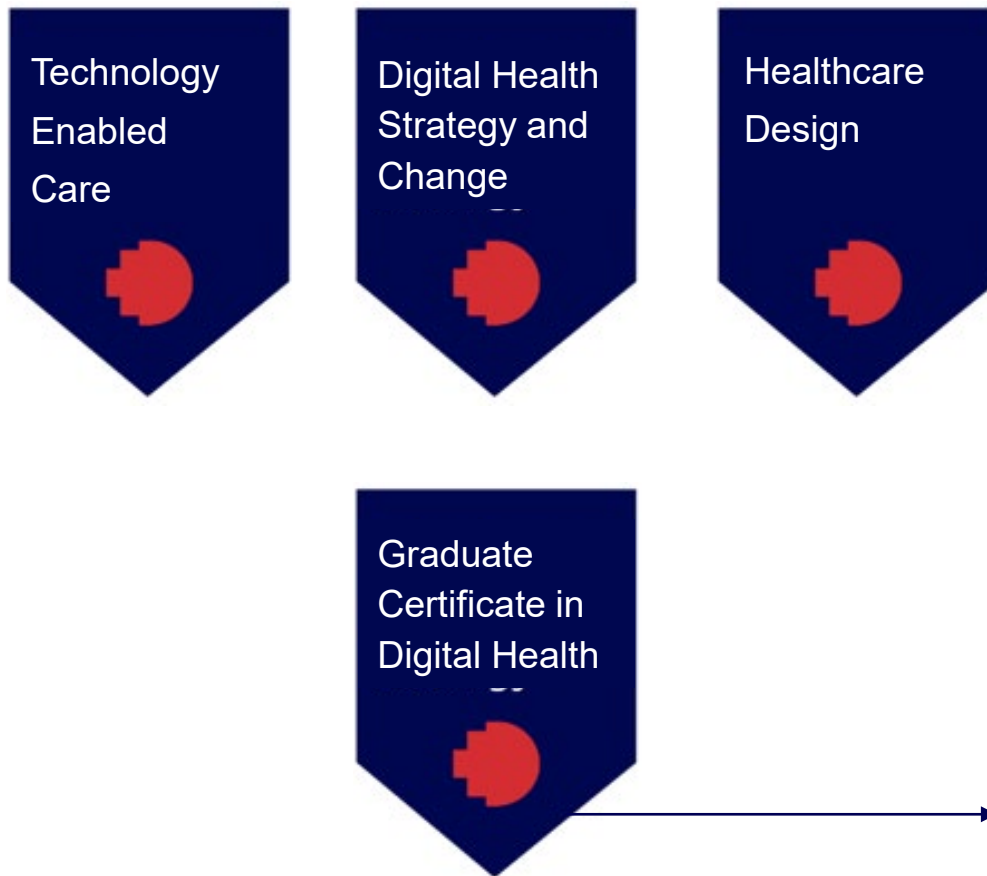 Technology
Enabled
Care
Digital Health
Strategy and
Change
Healthcare
Design
Graduate
Certificate in
Digital Health